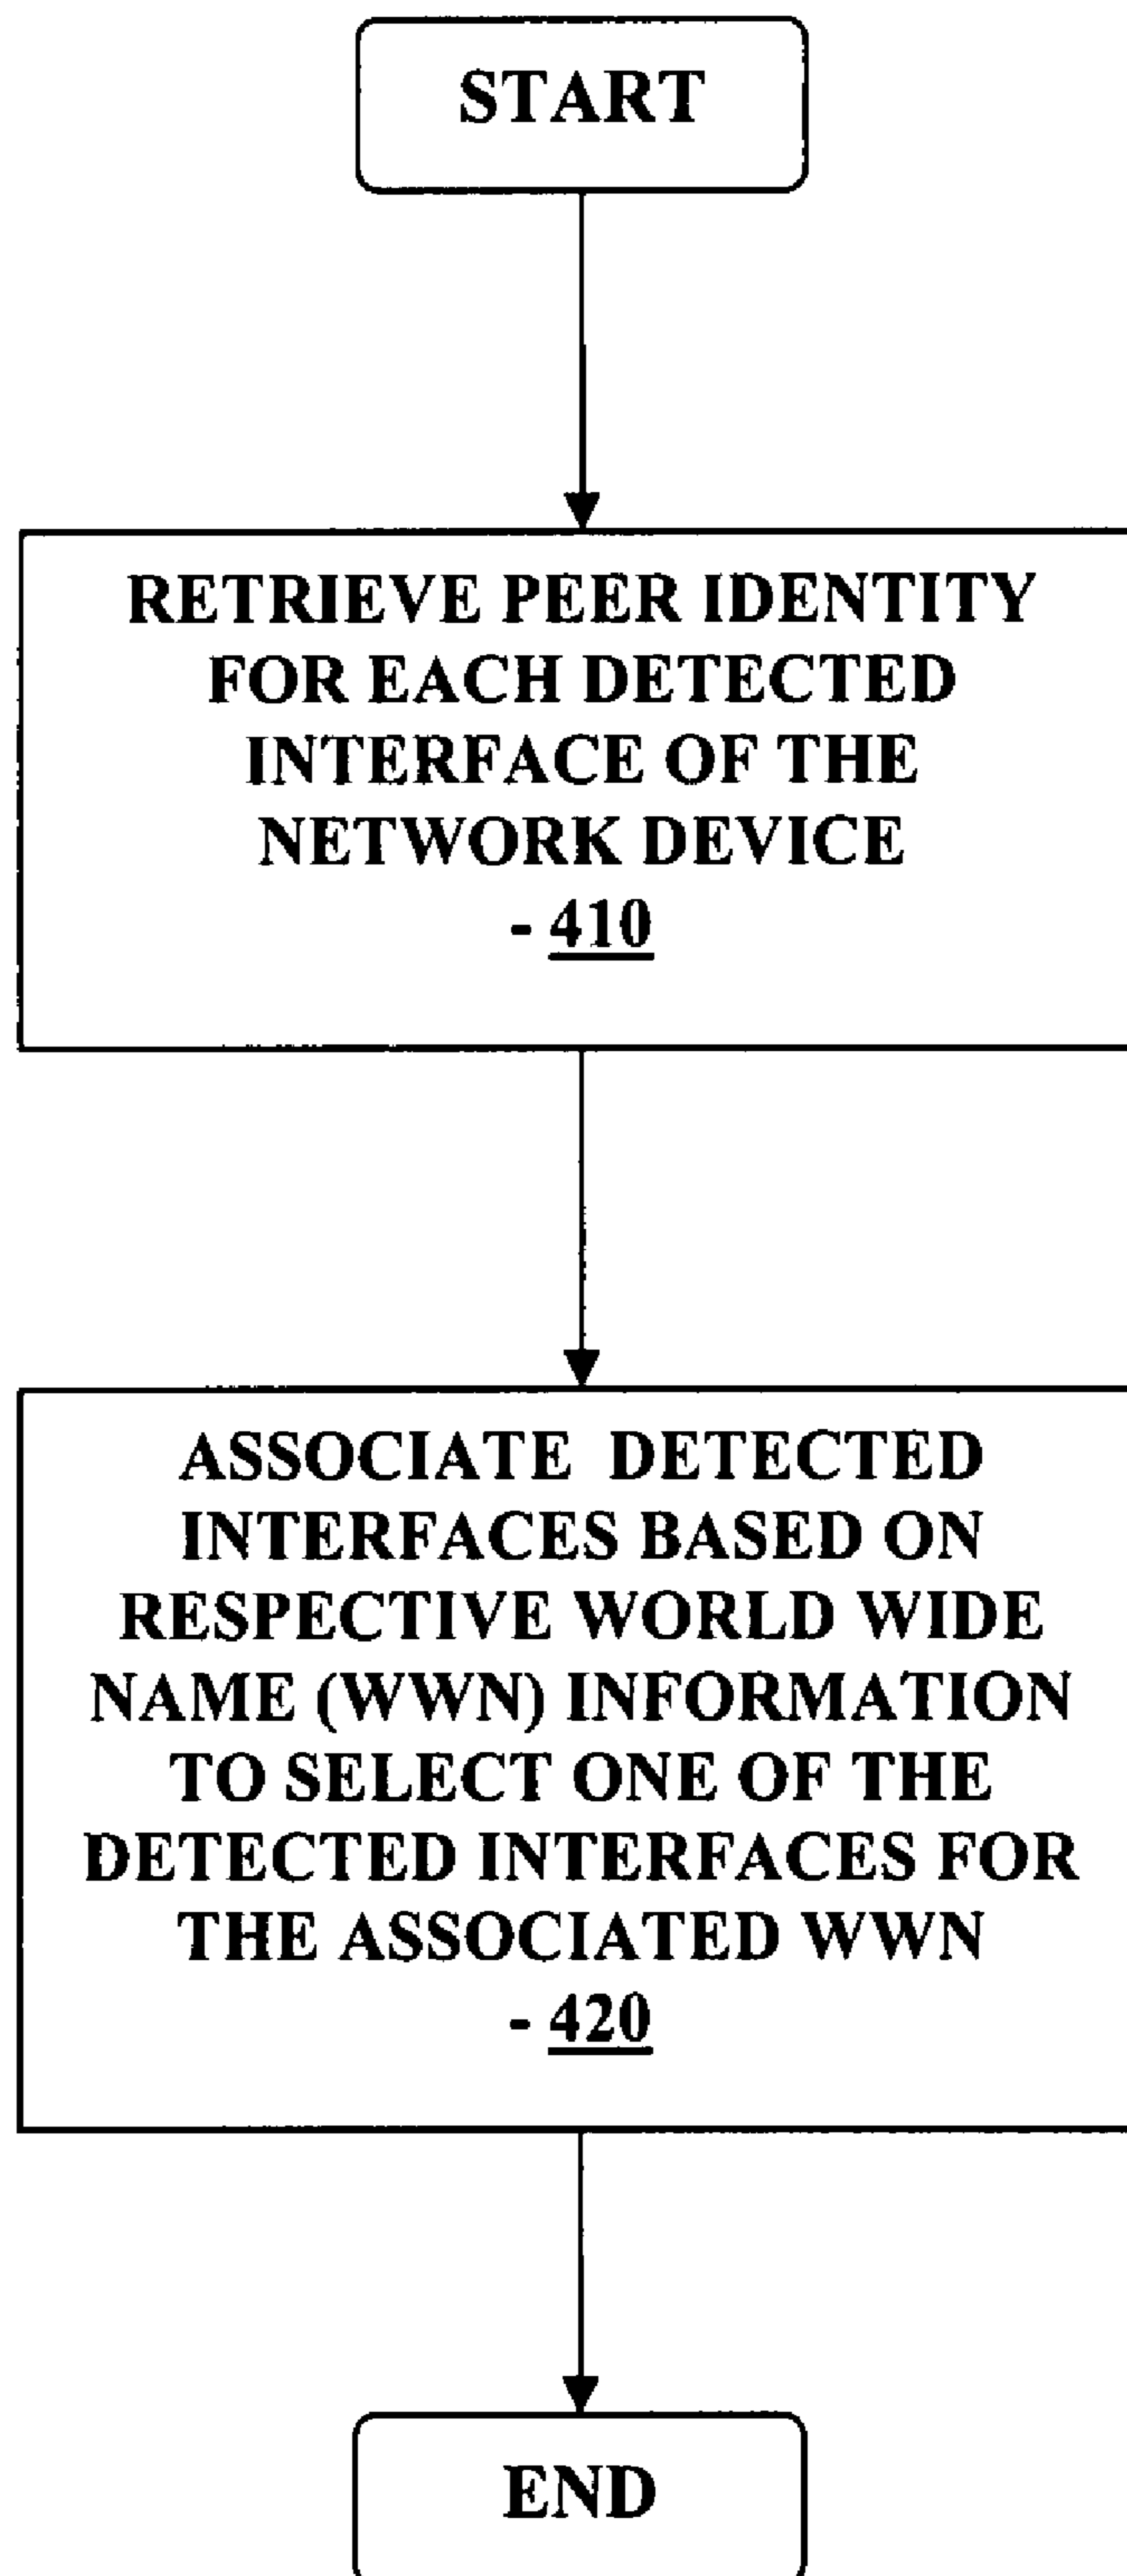 START
RETRIEVE PEER IDENTITY
FOR EACH DETECTED
INTERFACE OF THE
NETWORK DEVICE
- 410
ASSOCIATE DETECTED
INTERFACES BASED ON
RESPECTIVE WORLD WIDE
NAME (WWN) INFORMATION
TO SELECT ONE OF THE
DETECTED INTERFACES FOR
THE ASSOCIATED WWN
- 420
END